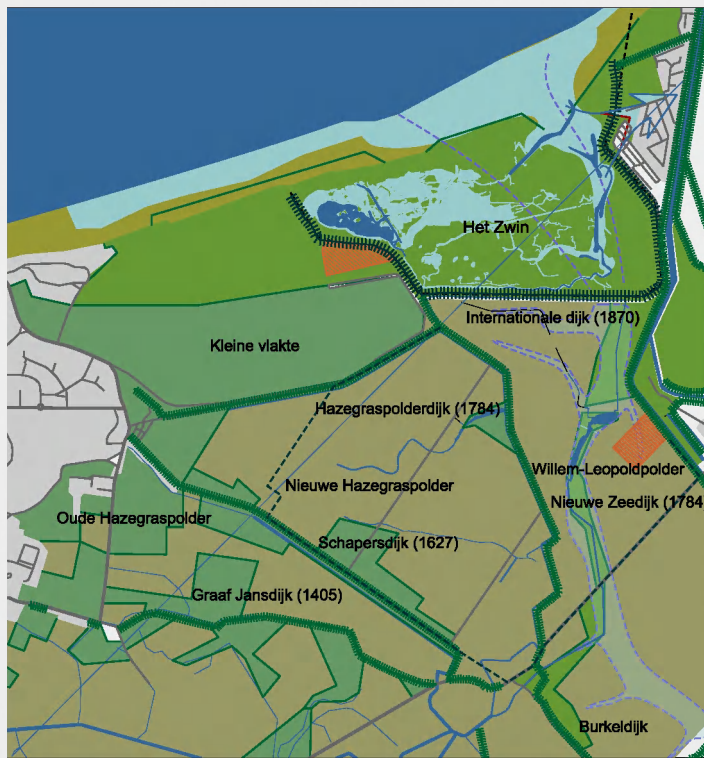 Het Zwin
Internationale dijk (1870)
Kleine vlakte
Hazegraspolderdijk (1784)
Willem-Leopoldpolder
Nieuwe Hazegraspolder
Nieuwe Zeedijk (1784
Oude Hazegraspolder
Schapersdijk (1627)
Graaf Jansdijk (1405)
Burkeldijk